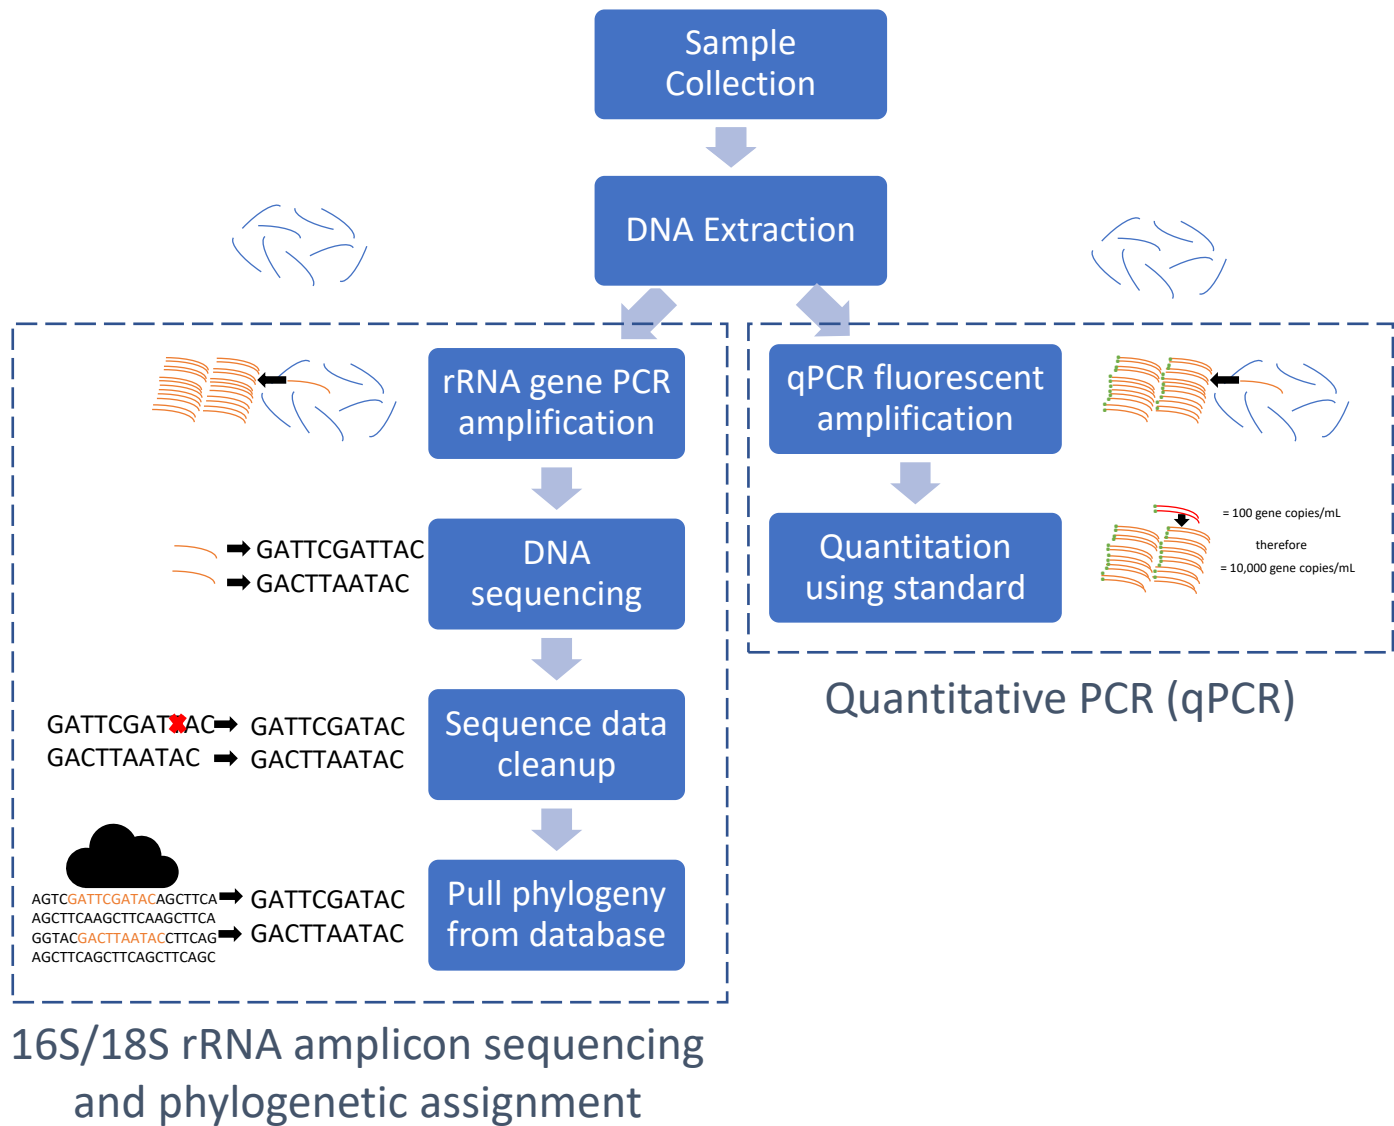 Sample
Collection
DNA Extraction
rRNA gene PCR
amplification
GATTCGATTAC
GACTTAATAC
DNA
sequencing
GATTCGATTAC
GATTCGATAC
GACTTAATAC
GACTTAATAC
Sequence data
cleanup
AGTCGATTCGATACAGCTTCA
AGCTTCAAGCTTCAAGCTTCA
GGTACGACTTAATACCTTCAG
AGCTTCAGCTTCAGCTTCAGC
GATTCGATAC
GACTTAATAC
Pull phylogeny
from database
16S/18S rRNA amplicon sequencing
and phylogenetic assignment
qPCR fluorescent
amplification
Quantitation
using standard
= 100 gene copies/mL
therefore
= 10,000 gene copies/mL
Quantitative PCR (qPCR)